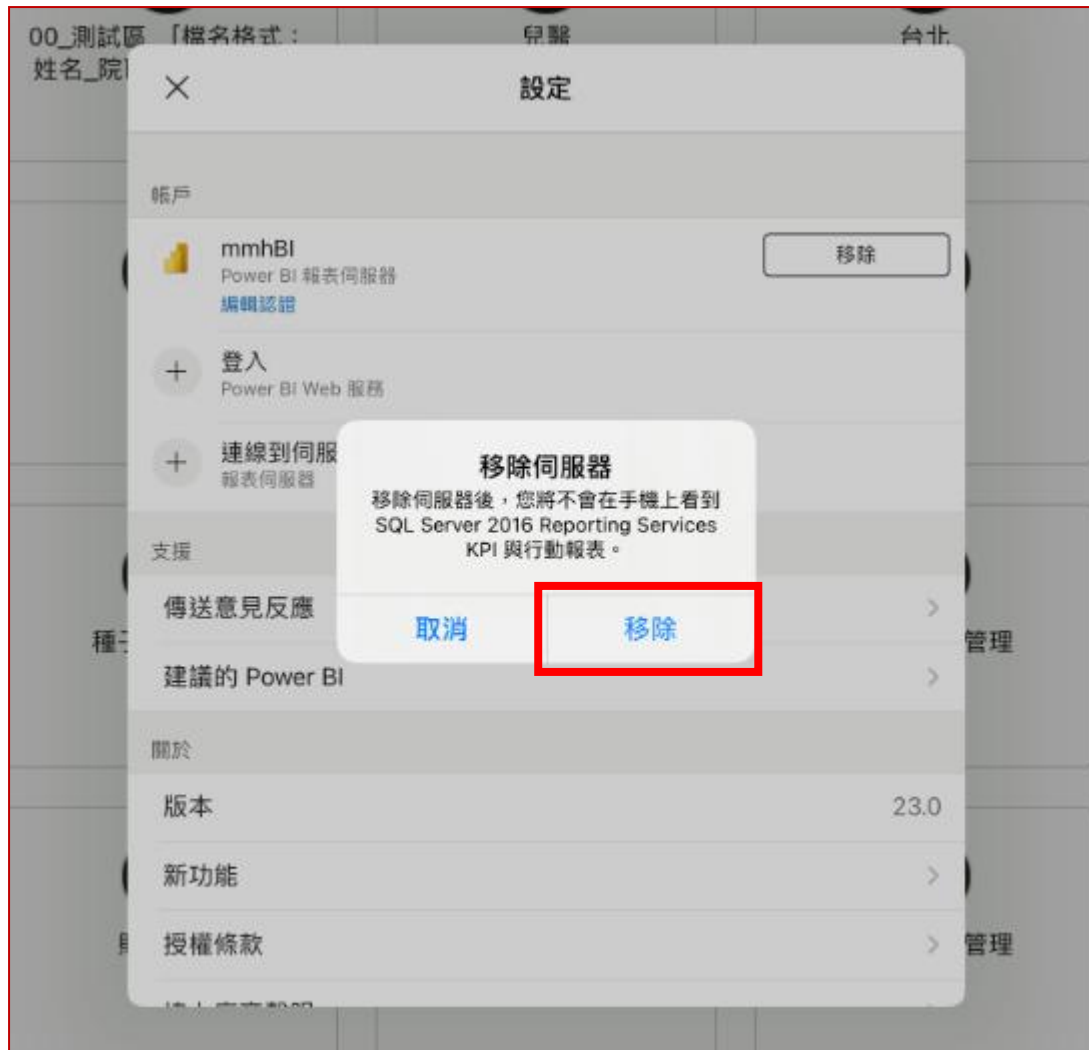 00_測試區_「檔名格式：
姓名_院
兒醫
台北
設定
帳戶
mmhBI
Power BI 報表伺服器
編輯認證
移除
登入
Power BI Web 服務
連線到伺服
報表伺服器
移除伺服器
移除伺服器後，您將不會在手機上看到
SQL Server 2016 Reporting Services
KPI 與行動報表。
取消
移除
支援
傳送意見反應
種子
管理
建議的 Power BI
關於
版本
23.0
新功能
授權條款
管理